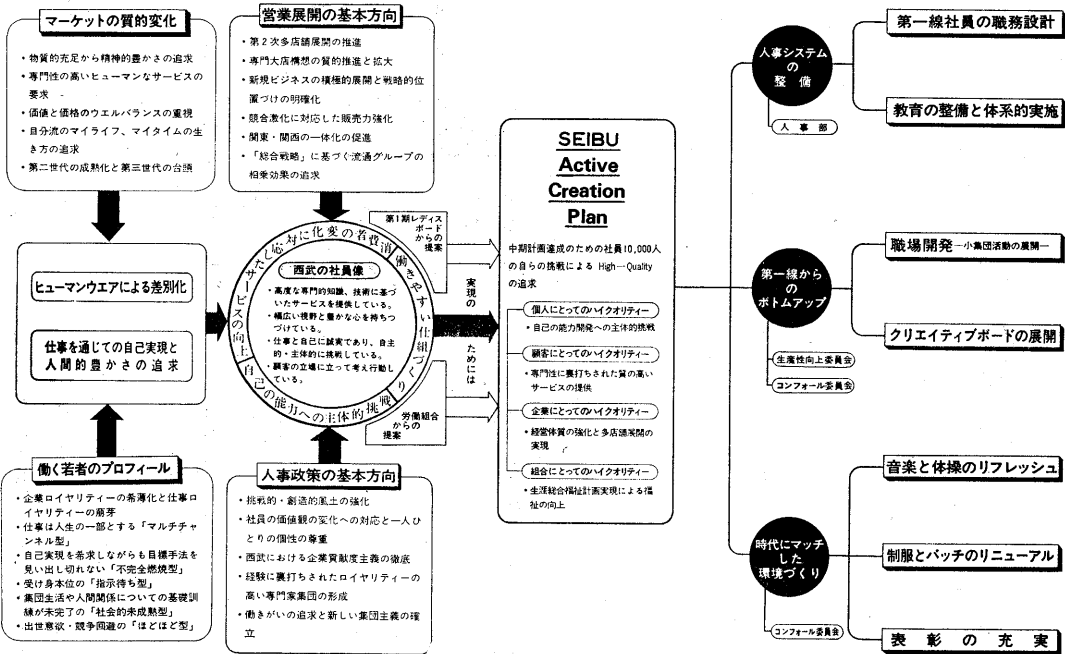 マーケットの質的変化
・物質的充足から精神的豊かさの追求
・専門性の高いヒューマンなサービスの
要求
・価値と価格のウエルバランスの重視
・自分流のマイライフ、マイタイムの生
き方の追求
・第二世代の成熟化と第三世代の台頭
営業展開の基本方向
・第2次多店舗展開の推進
・専門大店構想の質的推進と拡大
・新規ビジネスの積極的展開と戦略的位
置づけの明確化
・競合激化に対応した販売力強化
・関東・関西の一体化の促進
・「総合戦略」に基づく流通グループの
相乗効果の追求
ヒューマンウエアによる差別化
仕事を通じての自己実現と
人間的豊かさの追求
働く若者のプロフィール
・企業ロイヤリティーの希薄化と仕事ロ
イヤリティーの萠芽
・仕事は人生の一部とする「マルチチャ
ンネル型」
・自己実現を希求しながらも目標手法を
見い出し切れない「不完全燃焼型」
・受け身本位の「指示待ち型」
・集団生活や人間関係についての基礎訓
練が未完了の「社会的未成熟型」
・出世意欲・競争回避の「ほどほど型」
人事政策の基本方向
・挑戦的・創造的風土の強化
・社員の価値観の変化への対応と一人ひ
とりの個性の尊重
・西武における企業貢献度主義の徹底
・経験に裏打ちされたロイヤリティーの
高い専門家集団の形成
・働きがいの追求と新しい集団主義の確
立
消費者の変化に対応したサービスの向上
働きやすい仕組づくり
自己の能力への主体的挑戦
西武の社員像
・高度な専門的知識、技術に基づ
いたサービスを提供している。
・幅広い視野と豊かな心を持ちつ
づけている。
・仕事と自己に誠実であり、自主
的・主体的に挑戦している。
・顧客の立場に立って考え行動し
ている。
第1期レディス
ボード
からの
提案
実現の
ためには
労働組合
からの
提案
SEIBU
Active
Creation
Plan
中期計画達成のための社員10,000人
の自らの挑戦による High—Quality
の追求
個人にとってのハイクオリティー
・自己の能力開発への主体的挑戦
顧客にとってのハイクオリティー
・専門性に裏打ちされた質の高い
サービスの提供
企業にとってのハイクオリティー
・経営体質の強化と多店舗展開の
実現
組合にとってのハイクオリティー
・生涯総合福祉計画実現による福
祉の向上
人事システム
の
整備
人事部
第一線社員の職務設計
教育の整備と体系的実施
第一線から
の
ボトムアップ
生産性向上委員会
コンフォール委員会
職場開発—小集団活動の展開—
クリエイティブボードの展開
時代にマッチ
した
環境づくり
コンフォール委員会
音楽と体操のリフレッシュ
制服とバッチのリニューアル
表彰の充実